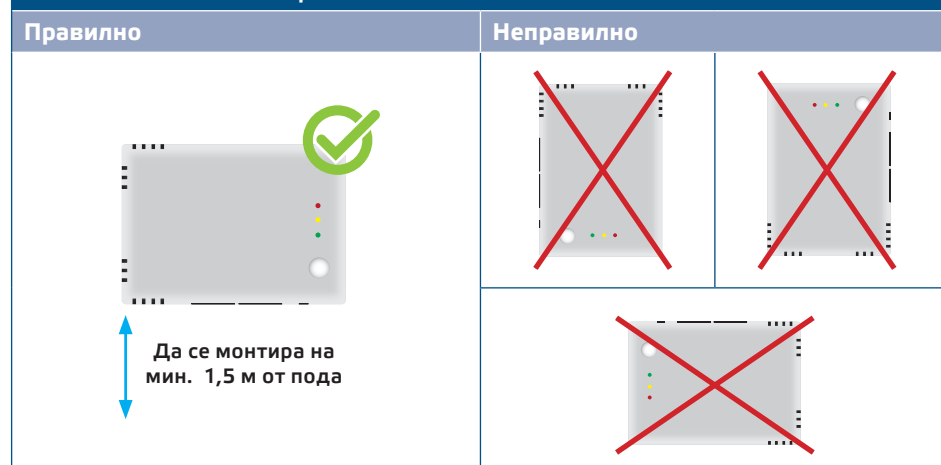 Правилно
Неправилно
Да се монтира на
мин. 1,5 м от пода